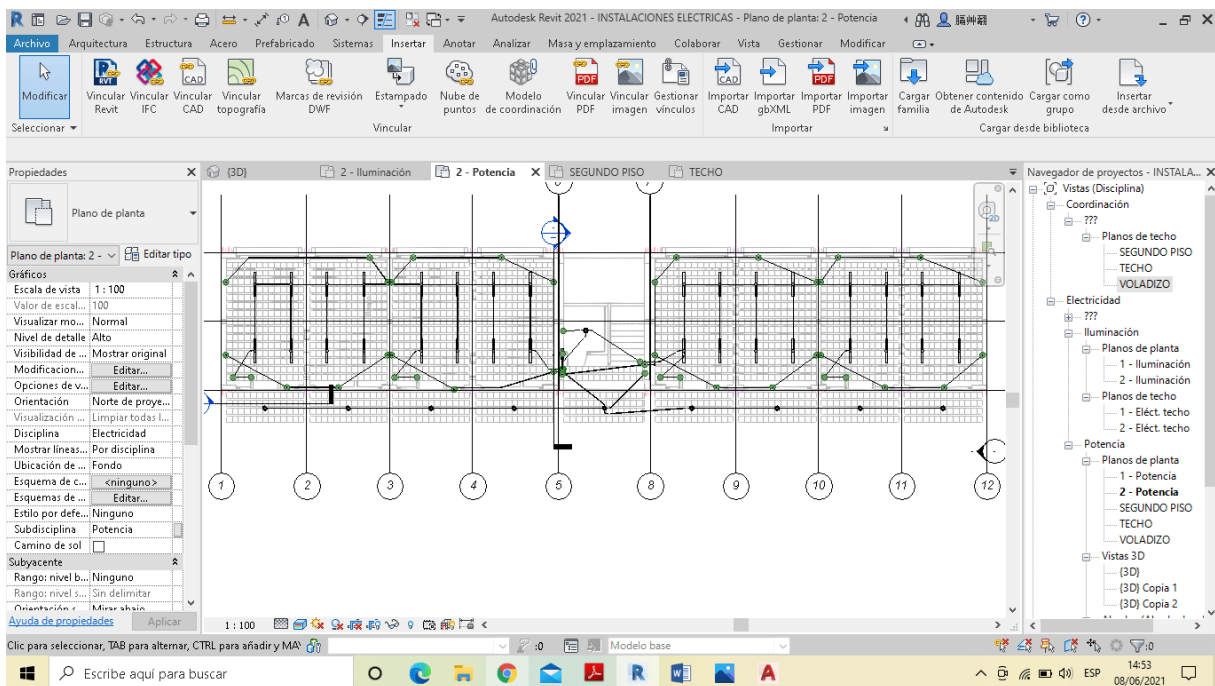 Autodesk Revit 2021 - INSTALACIONES ELECTRICAS - Plano de planta: 2 - Potencia
Archivo Arquitectura Estructura Acero Prefabricado Sistemas Insertar Anotar Analizar Masa y emplazamiento Colaborar Vista Gestionar Modificar
Modificar
Vincular Revit
Vincular IFC
Vincular CAD
Vincular topografía
Marcas de revisión DWF
Estampado
Nube de puntos
Modelo de coordinación
Vincular PDF
Vincular imagen
Gestionar vínculos
Importar CAD
Importar gbXML
Importar PDF
Importar imagen
Cargar familia
Obtener contenido de Autodesk
Cargar como grupo
Insertar desde archivo
Seleccionar
Vincular
Importar
Cargar desde biblioteca
Propiedades
Plano de planta
Plano de planta: 2 -
Editar tipo
Gráficos
Escala de vista 1 : 100
Valor de escal... 100
Visualizar mo... Normal
Nivel de detalle Alto
Visibilidad de ... Mostrar original
Modificacion... Editar...
Opciones de v... Editar...
Orientación Norte de proye...
Visualización ... Limpiar todas l...
Disciplina Electricidad
Mostrar líneas... Por disciplina
Ubicación de ... Fondo
Esquema de c... <ninguno>
Esquemas de ... Editar...
Estilo por defe... Ninguno
Subdisciplina Potencia
Camino de sol
Subyacente
Rango: nivel b... Ninguno
Rango: nivel s... Sin delimitar
Orientación s... Mirar abajo
Ayuda de propiedades Aplicar
{3D}
2 - Iluminación
2 - Potencia X
SEGUNDO PISO
TECHO
2D
1 2 3 4 5 8 9 10 11 12
1 : 100
Navegador de proyectos - INSTALA... X
Vistas (Disciplina)
Coordinación
???
Planos de techo
SEGUNDO PISO
TECHO
VOLADIZO
Electricidad
???
Iluminación
Planos de planta
1 - Iluminación
2 - Iluminación
Planos de techo
1 - Eléct. techo
2 - Eléct. techo
Potencia
Planos de planta
1 - Potencia
2 - Potencia
SEGUNDO PISO
TECHO
VOLADIZO
Vistas 3D
{3D}
{3D} Copia 1
{3D} Copia 2
Clic para seleccionar, TAB para alternar, CTRL para añadir y MAY
:0
Modelo base
:0
Escribe aquí para buscar
ESP
14:53
08/06/2021